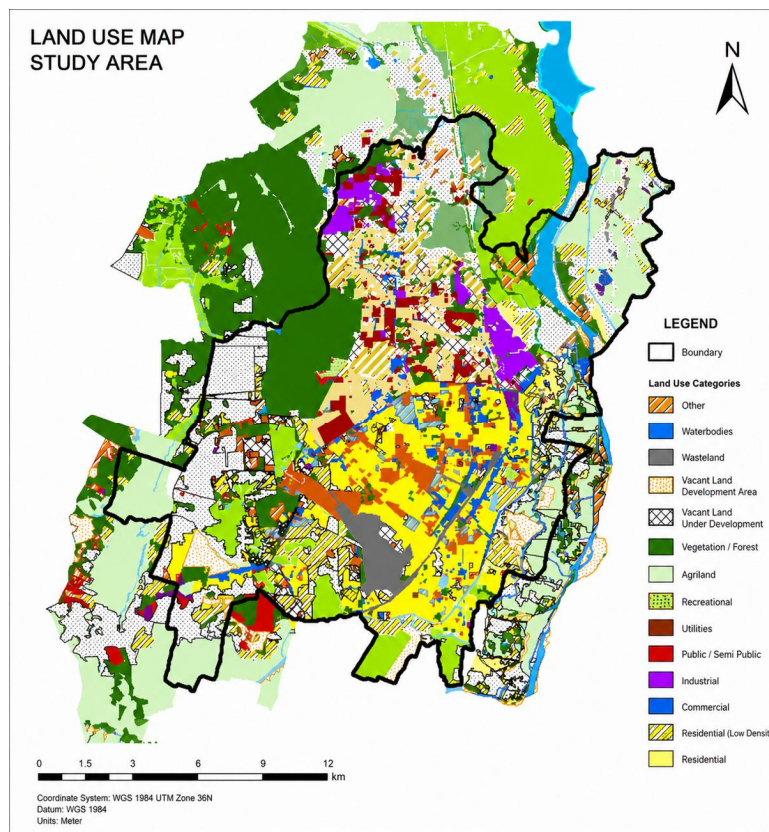 LAND USE MAP
STUDY AREA
N
LEGEND
Boundary
Land Use Categories
Other
Waterbodies
Wasteland
Vacant Land
Development Area
Vacant Land
Under Development
Vegetation / Forest
Agriland
Recreational
Utilities
Public / Semi Public
Industrial
Commercial
Residential (Low Densit
Residential
0 1.5 3 6 9 12
km
Coordinate System: WGS 1984 UTM Zone 36N
Datum: WGS 1984
Units: Meter